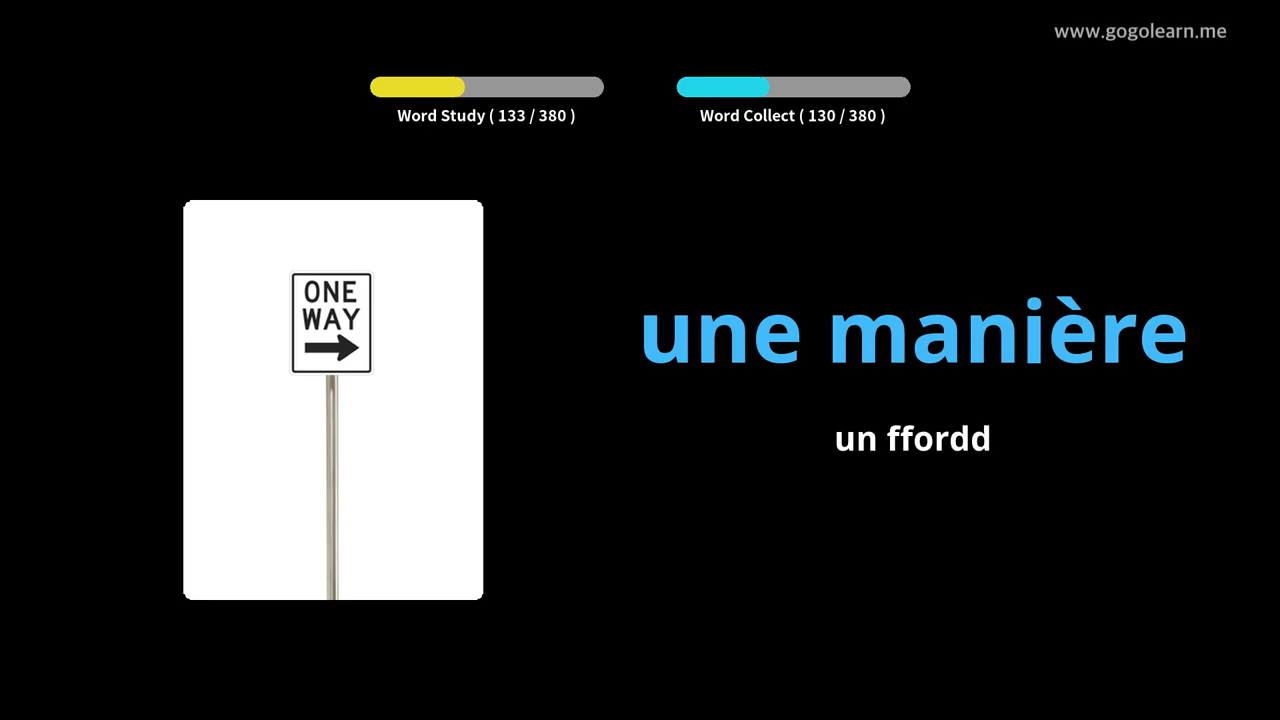 www.gogolearn.me
Word Study ( 133 / 380 )
Word Collect ( 130 / 380 )
ONE
WAY
une manière
un ffordd